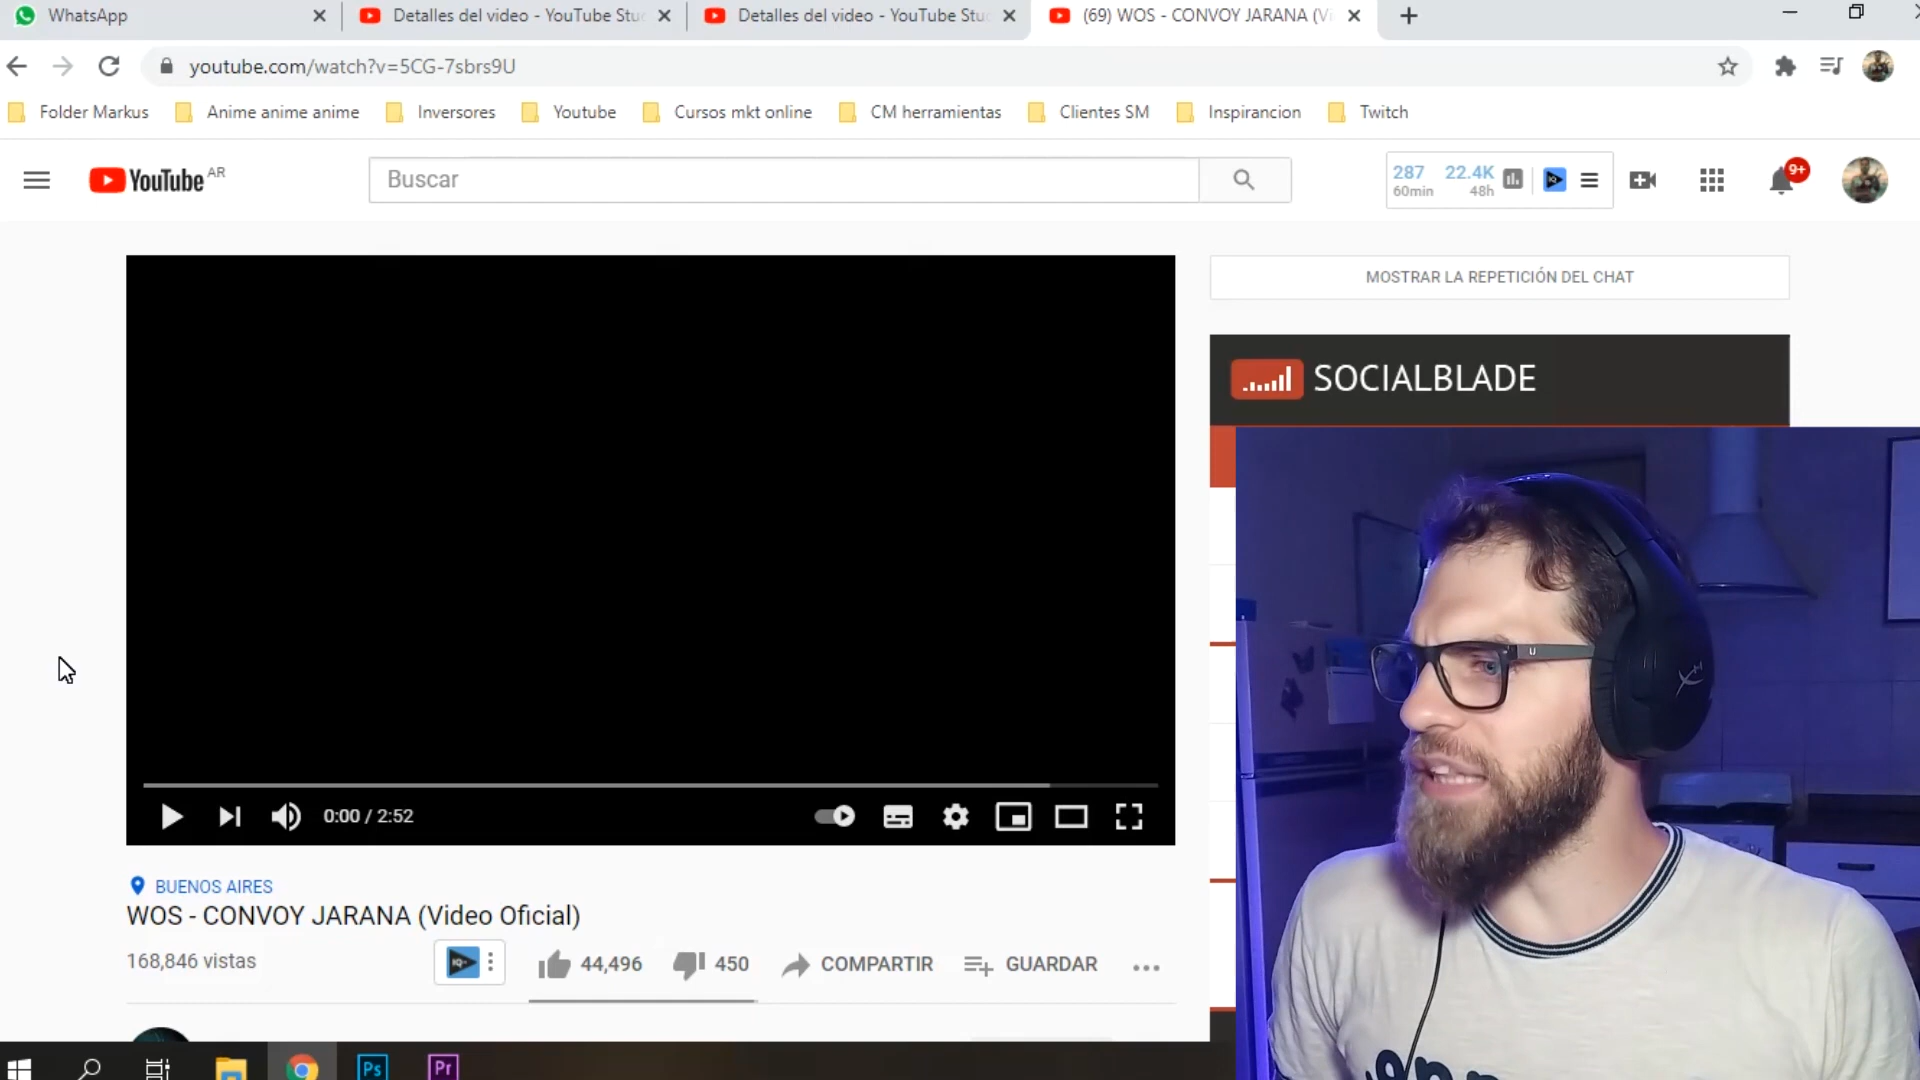 WhatsApp
Detalles del video - YouTube Stu
Detalles del video - YouTube Stu
(69) WOS - CONVOY JARANA (Vi
youtube.com/watch?v=5CG-7sbrs9U
Folder Markus
Anime anime anime
Inversores
Youtube
Cursos mkt online
CM herramientas
Clientes SM
Inspirancion
Twitch
YouTube AR
Buscar
287
60min
22.4K
48h
9+
MOSTRAR LA REPETICIÓN DEL CHAT
SOCIALBLADE
0:00 / 2:52
BUENOS AIRES
WOS - CONVOY JARANA (Video Oficial)
168,846 vistas
44,496
450
COMPARTIR
GUARDAR
Ps
Pr